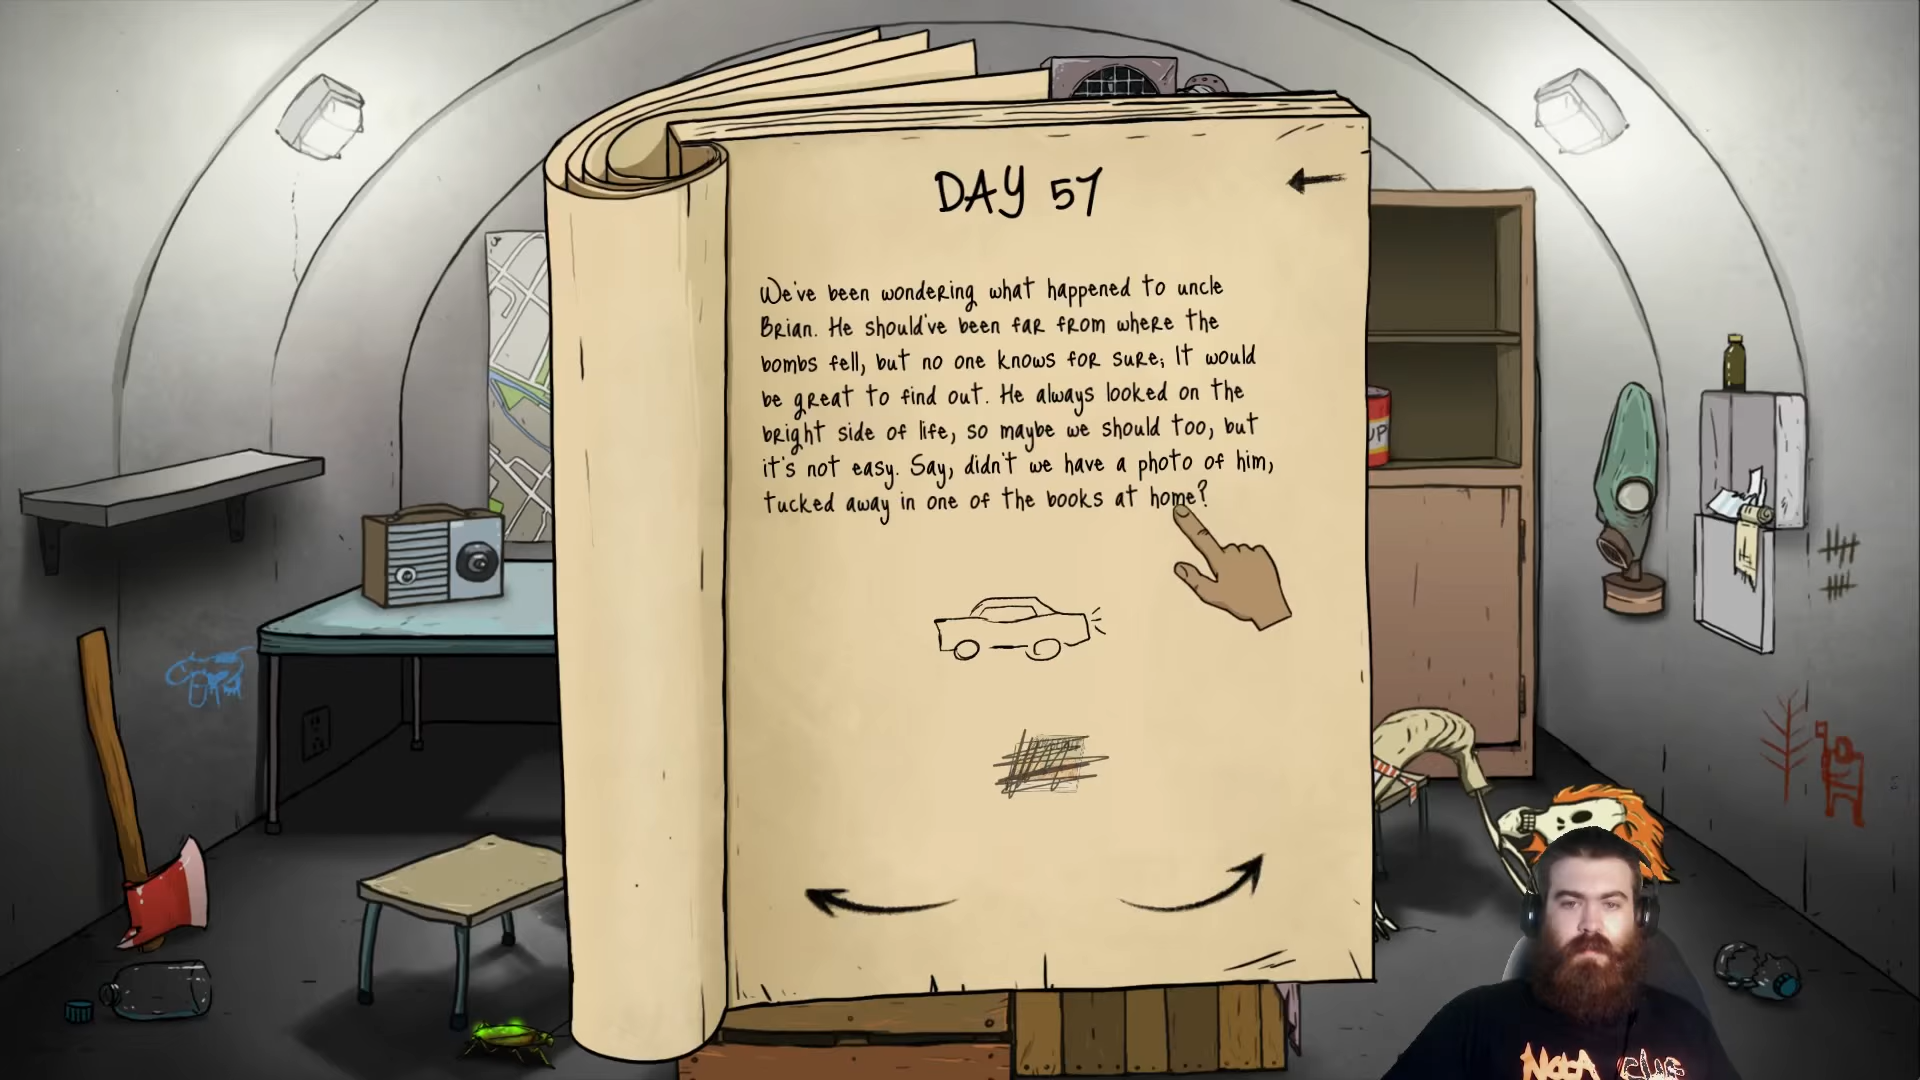 DAY 57
We've been wondering what happened to uncle
Brian. He should've been far from where the
bombs fell, but no one knows for sure; It would
be great to find out. He always looked on the
bright side of life, so maybe we should too, but
it's not easy. Say, didn't we have a photo of him,
tucked away in one of the books at home?
UP